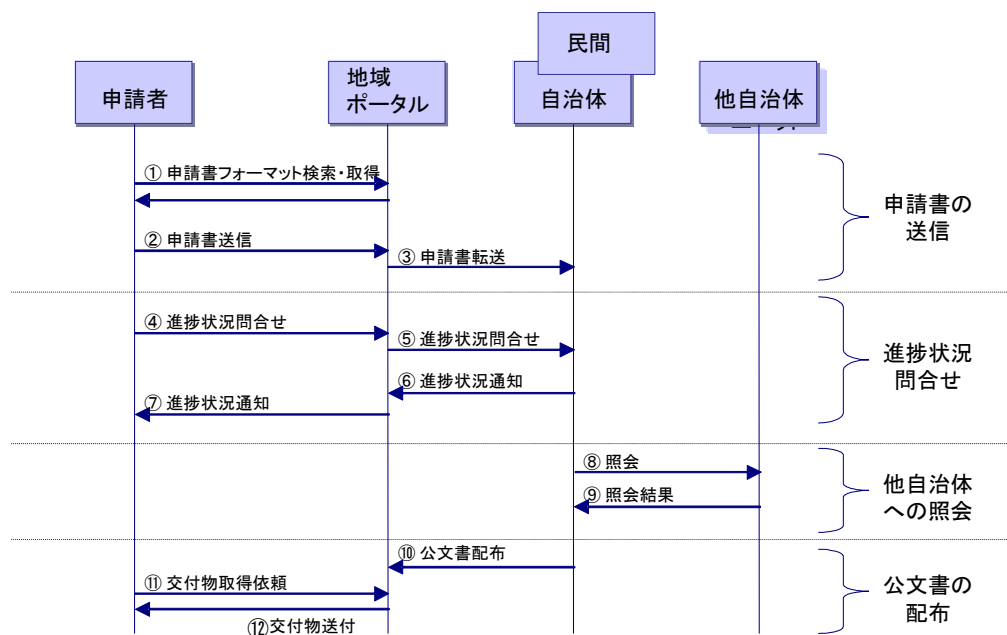 民間
申請者
地域
ポータル
自治体
他自治体
① 申請書フォーマット検索・取得
② 申請書送信
③ 申請書転送
申請書の
送信
④ 進捗状況問合せ
⑤ 進捗状況問合せ
⑥ 進捗状況通知
⑦ 進捗状況通知
進捗状況
問合せ
⑧ 照会
⑨ 照会結果
他自治体
への照会
⑩ 公文書配布
⑪ 交付物取得依頼
⑫交付物送付
公文書の
配布